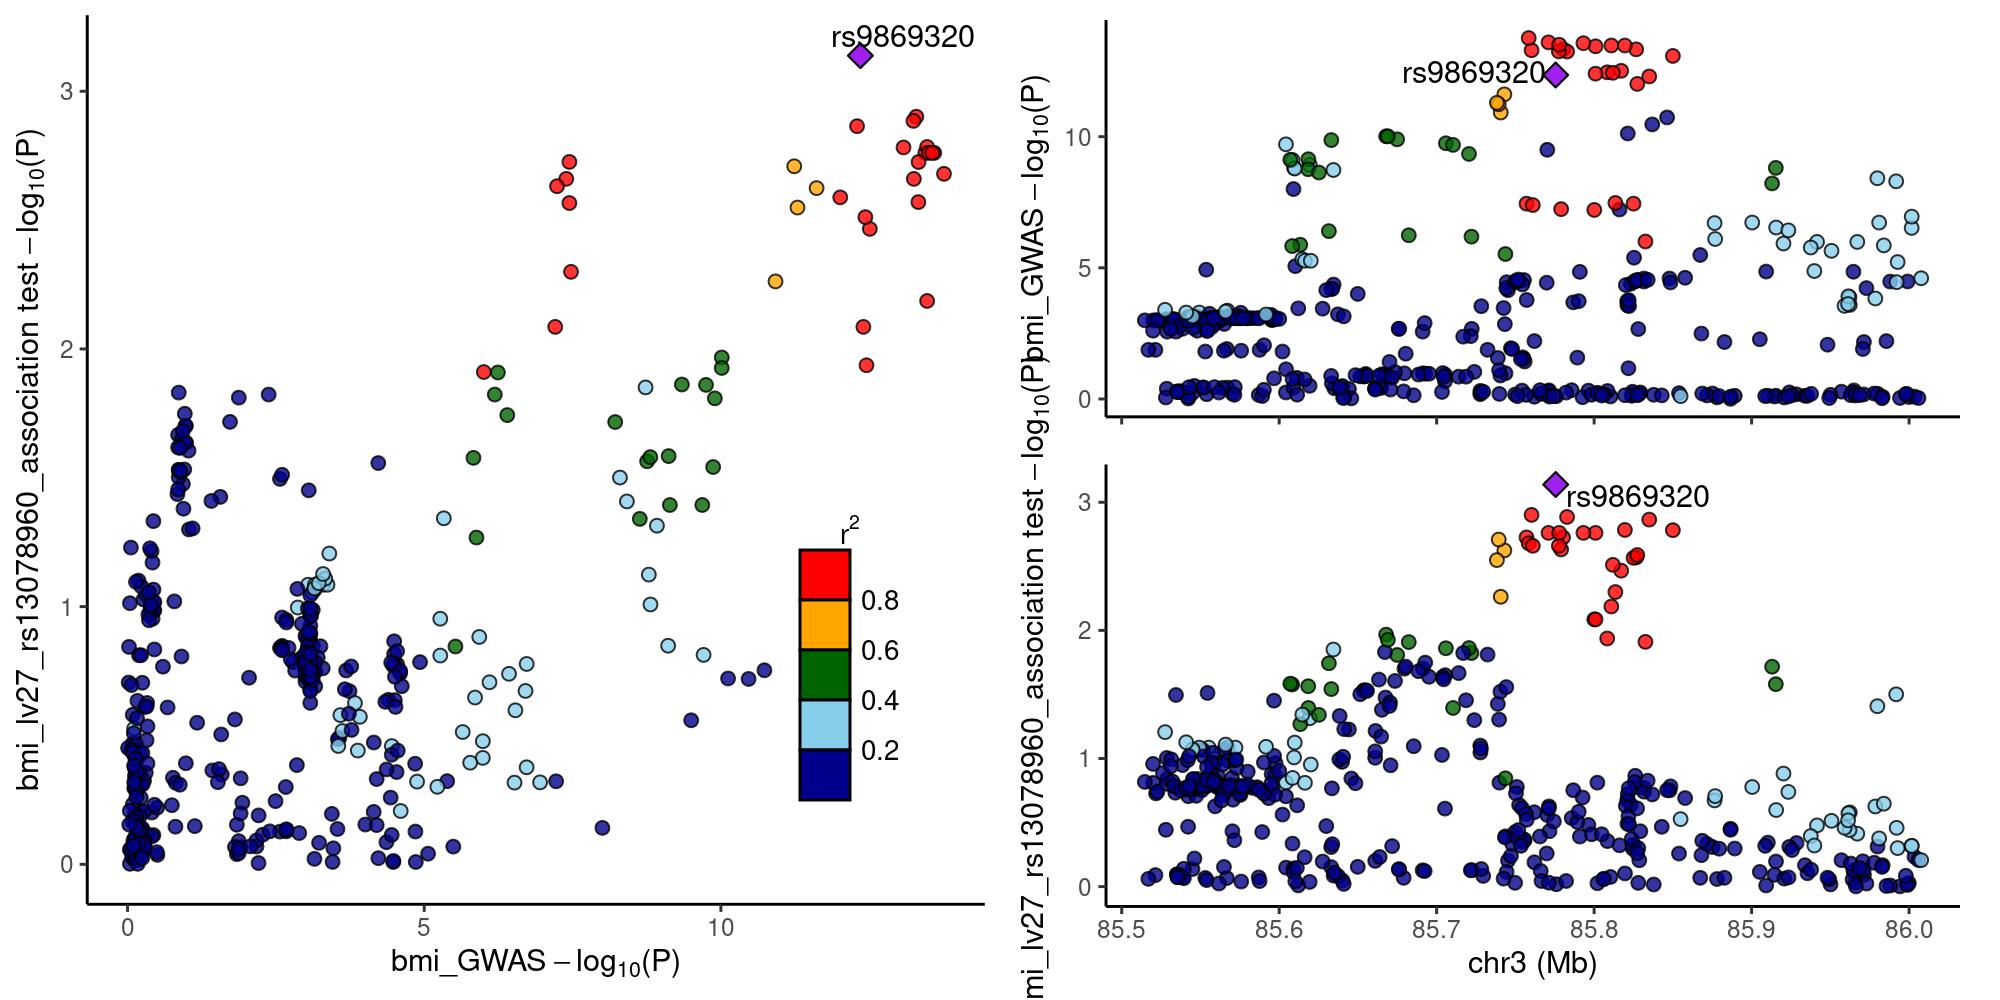 rs9869320
3
2
1
0
bmi_lv27_rs13078960_association test −log10(P)
0
5
10
bmi_GWAS −log10(P)
r2
0.8
0.6
0.4
0.2
rs9869320
10
5
0
bmi_GWAS −log10(P)
rs9869320
3
2
1
0
mi_lv27_rs13078960_association test −log10(P)
85.5
85.6
85.7
85.8
85.9
86.0
chr3 (Mb)